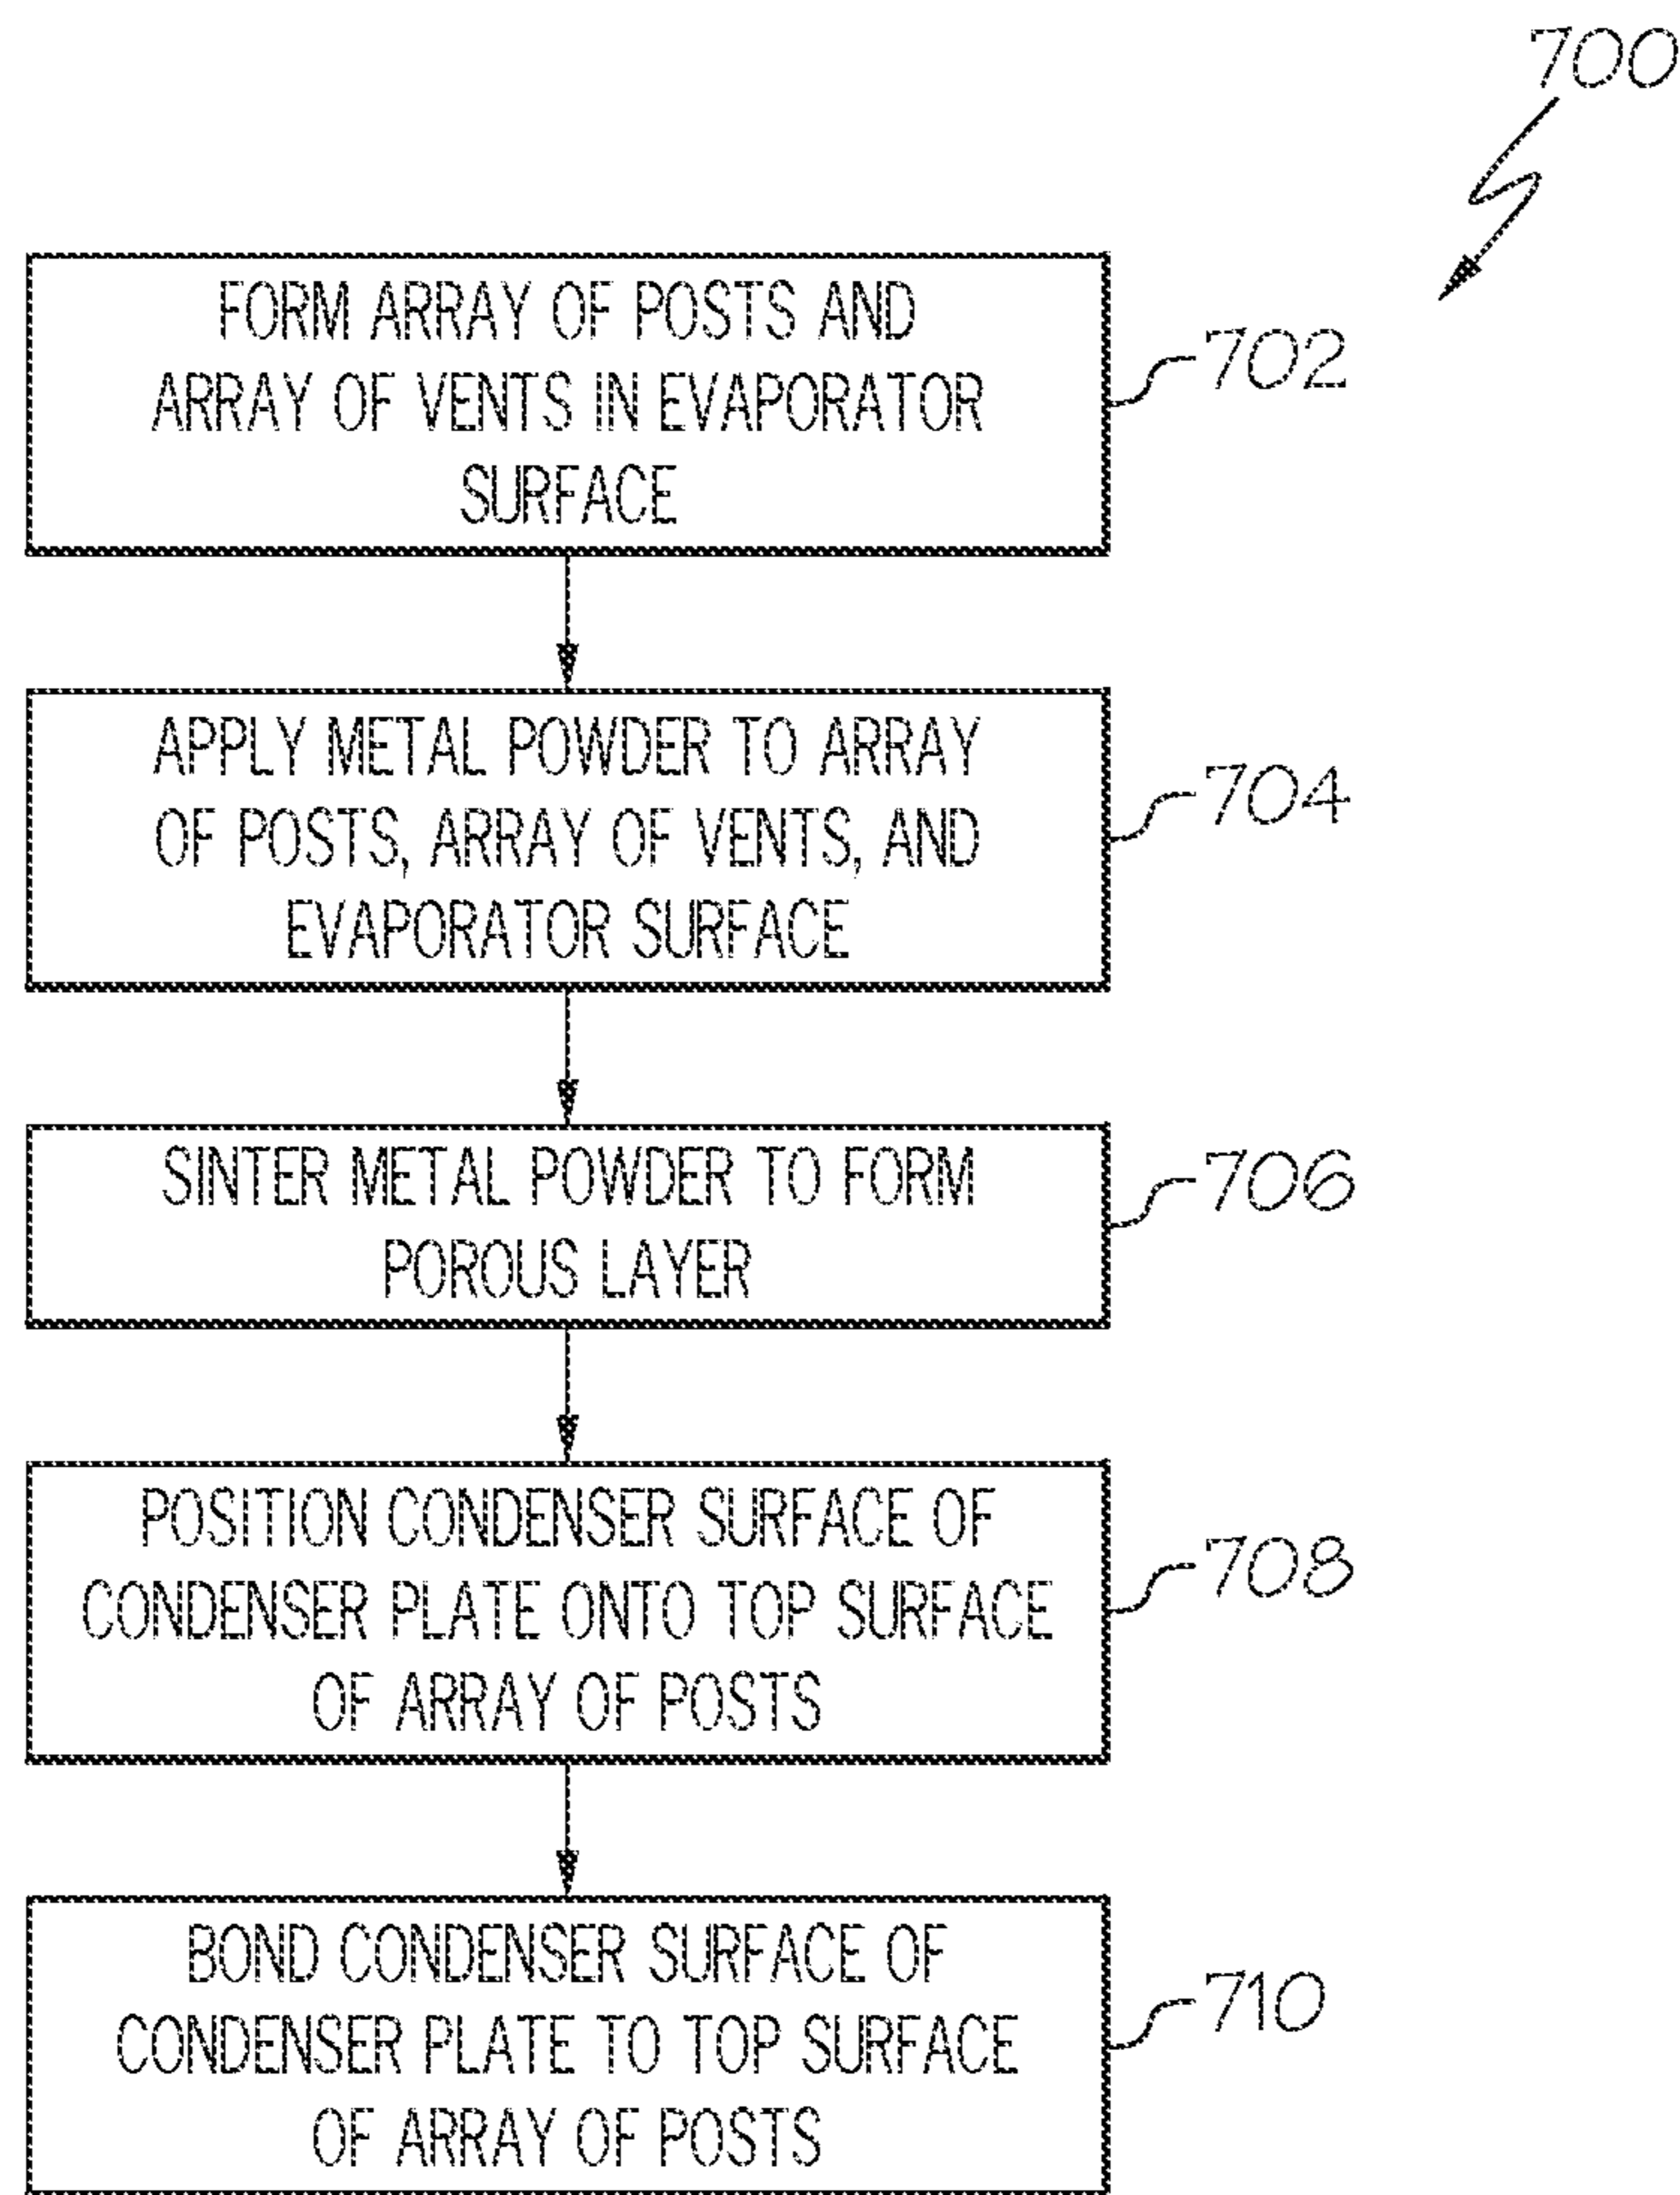 700
FORM ARRAY OF POSTS AND
ARRAY OF VENTS IN EVAPORATOR
SURFACE
702
APPLY METAL POWDER TO ARRAY
OF POSTS, ARRAY OF VENTS, AND
EVAPORATOR SURFACE
704
SINTER METAL POWDER TO FORM
POROUS LAYER
706
POSITION CONDENSER SURFACE OF
CONDENSER PLATE ONTO TOP SURFACE
OF ARRAY OF POSTS
708
BOND CONDENSER SURFACE OF
CONDENSER PLATE TO TOP SURFACE
OF ARRAY OF POSTS
710